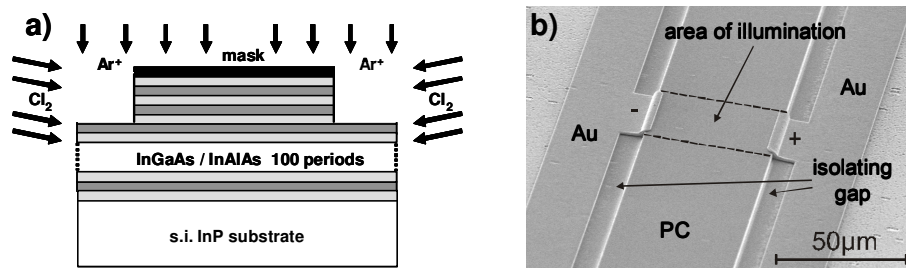 a)
Ar+
mask
Ar+
Cl2
Cl2
InGaAs / InAlAs 100 periods
s.i. InP substrate
b)
area of illumination
Au
-
Au
+
isolating
gap
PC
50µm